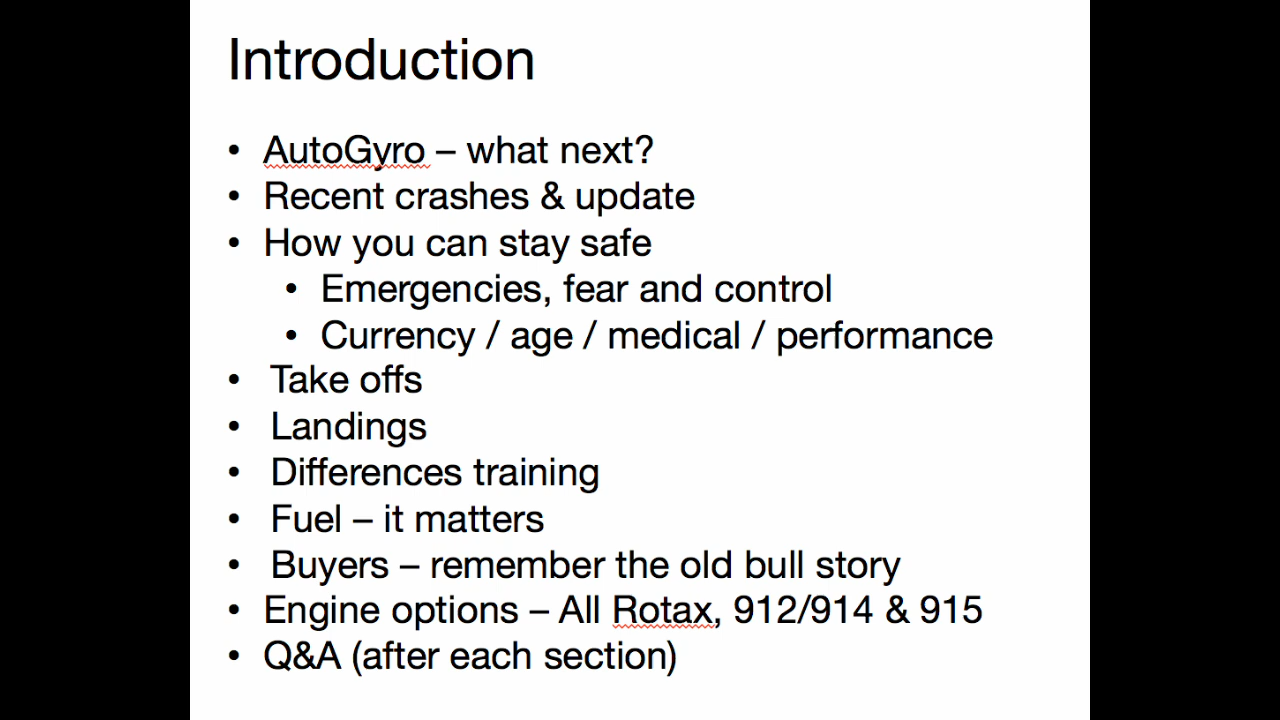 Introduction
• AutoGyro – what next?
• Recent crashes & update
• How you can stay safe
• Emergencies, fear and control
• Currency / age / medical / performance
• Take offs
• Landings
• Differences training
• Fuel – it matters
• Buyers – remember the old bull story
• Engine options – All Rotax, 912/914 & 915
• Q&A (after each section)